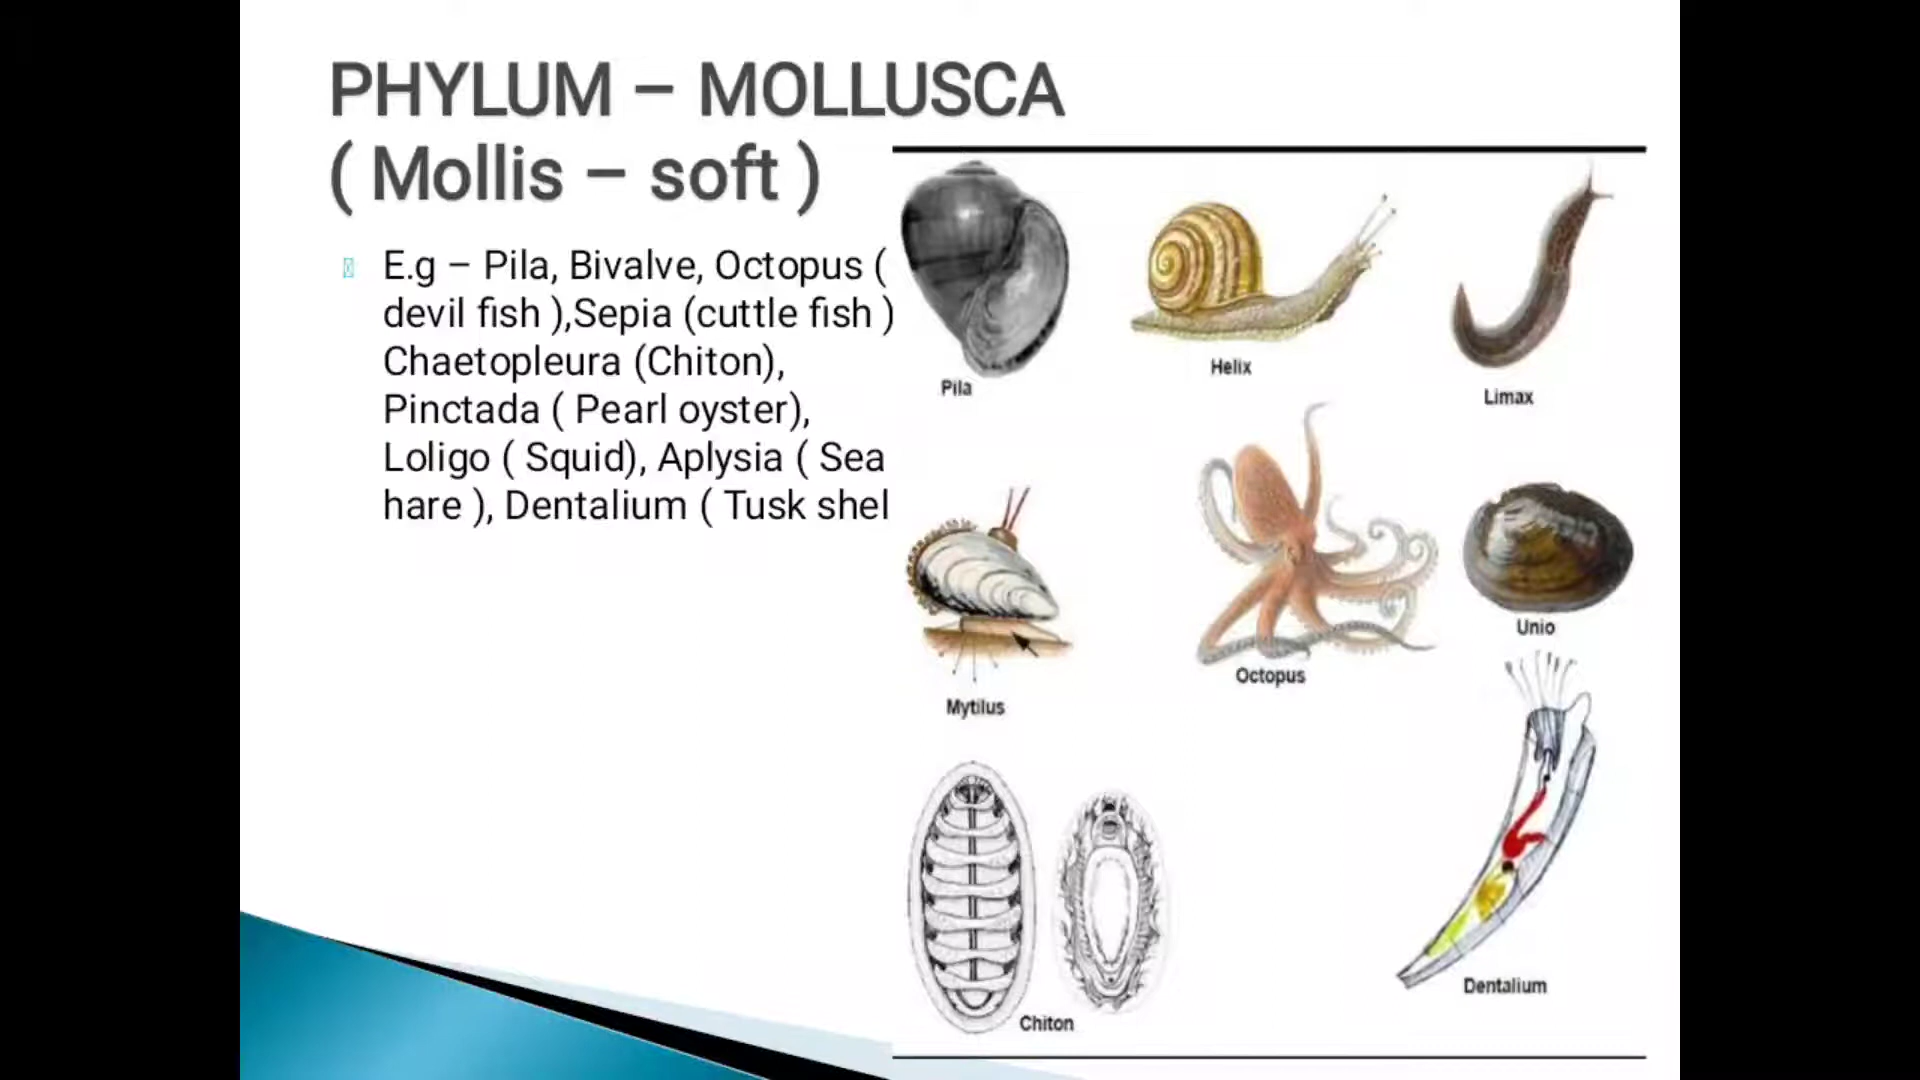 PHYLUM – MOLLUSCA
( Mollis – soft )
E.g – Pila, Bivalve, Octopus (
devil fish ),Sepia (cuttle fish )
Chaetopleura (Chiton),
Pinctada ( Pearl oyster),
Loligo ( Squid), Aplysia ( Sea
hare ), Dentalium ( Tusk shel
Pila
Helix
Limax
Mytilus
Octopus
Unio
Chiton
Dentalium